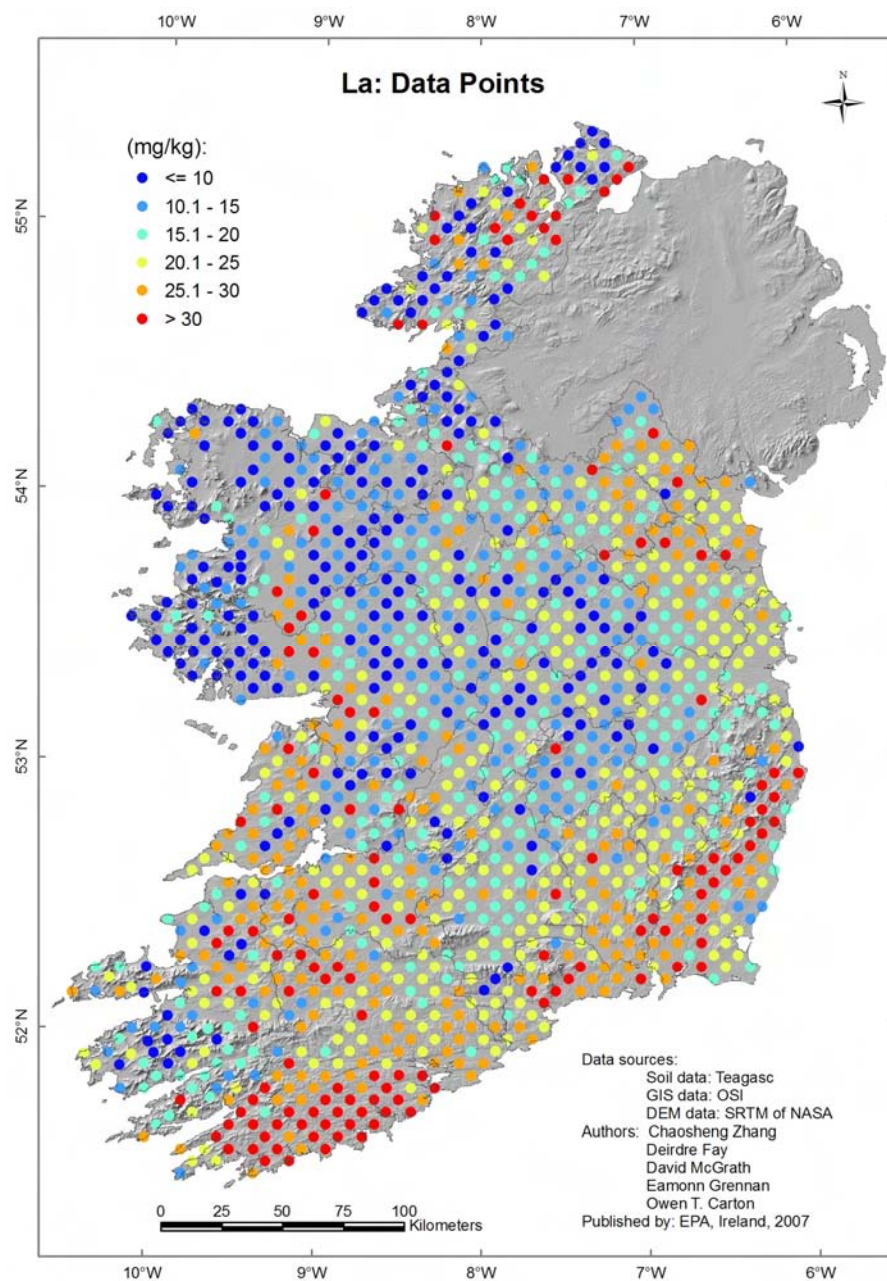 10°W 9°W 8°W 7°W 6°W
La: Data Points
N
(mg/kg):
<= 10
10.1 - 15
15.1 - 20
20.1 - 25
25.1 - 30
> 30
55°N
54°N
53°N
52°N
Data sources:
Soil data: Teagasc
GIS data: OSI
DEM data: SRTM of NASA
Authors: Chaosheng Zhang
Deirdre Fay
David McGrath
Eamonn Grennan
Owen T. Carton
Published by: EPA, Ireland, 2007
0 25 50 75 100
Kilometers
10°W 9°W 8°W 7°W 6°W